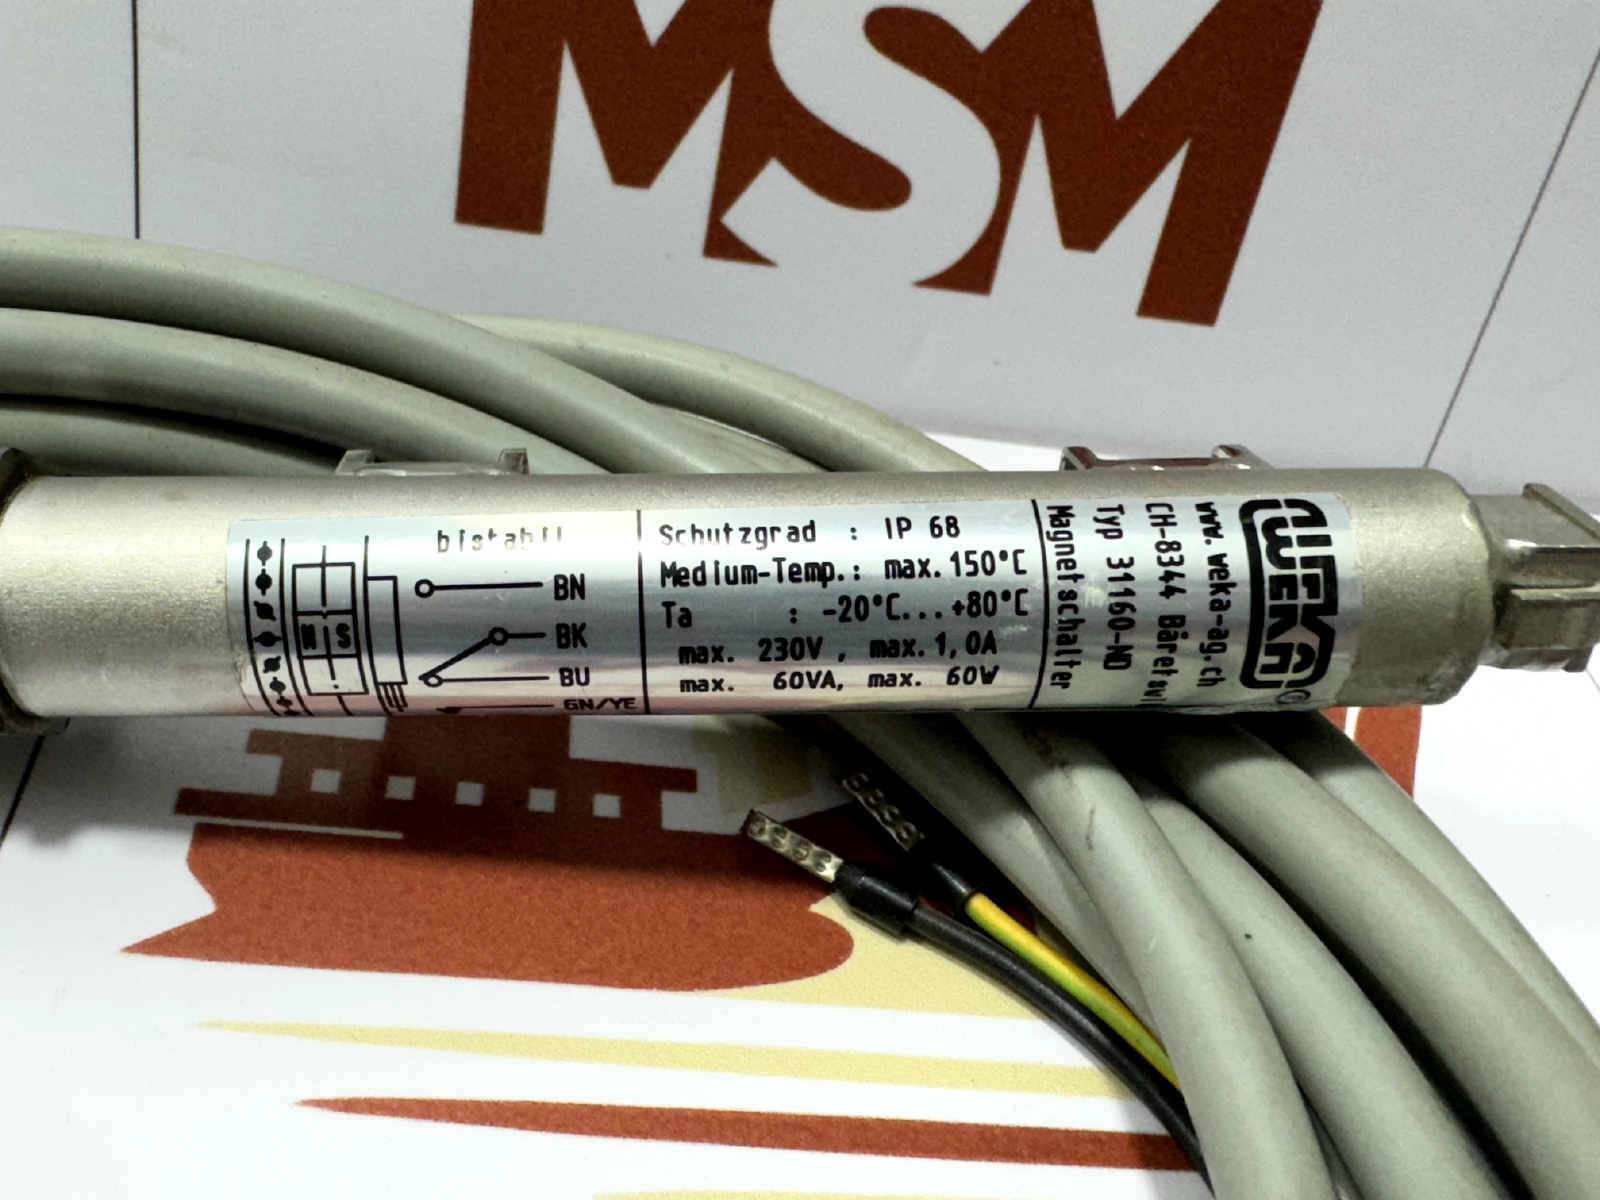 MSM
bistabil
BN
BK
BU
GN/YE
N S
Schutzgrad : IP 68
Medium-Temp.: max. 150°C
Ta : -20°C...+80°C
max. 230V , max. 1,0A
max. 60VA, max. 60W
Magnetschalter
Typ 31160-ND
CH-8344
www.weka-ag.ch
WEKA